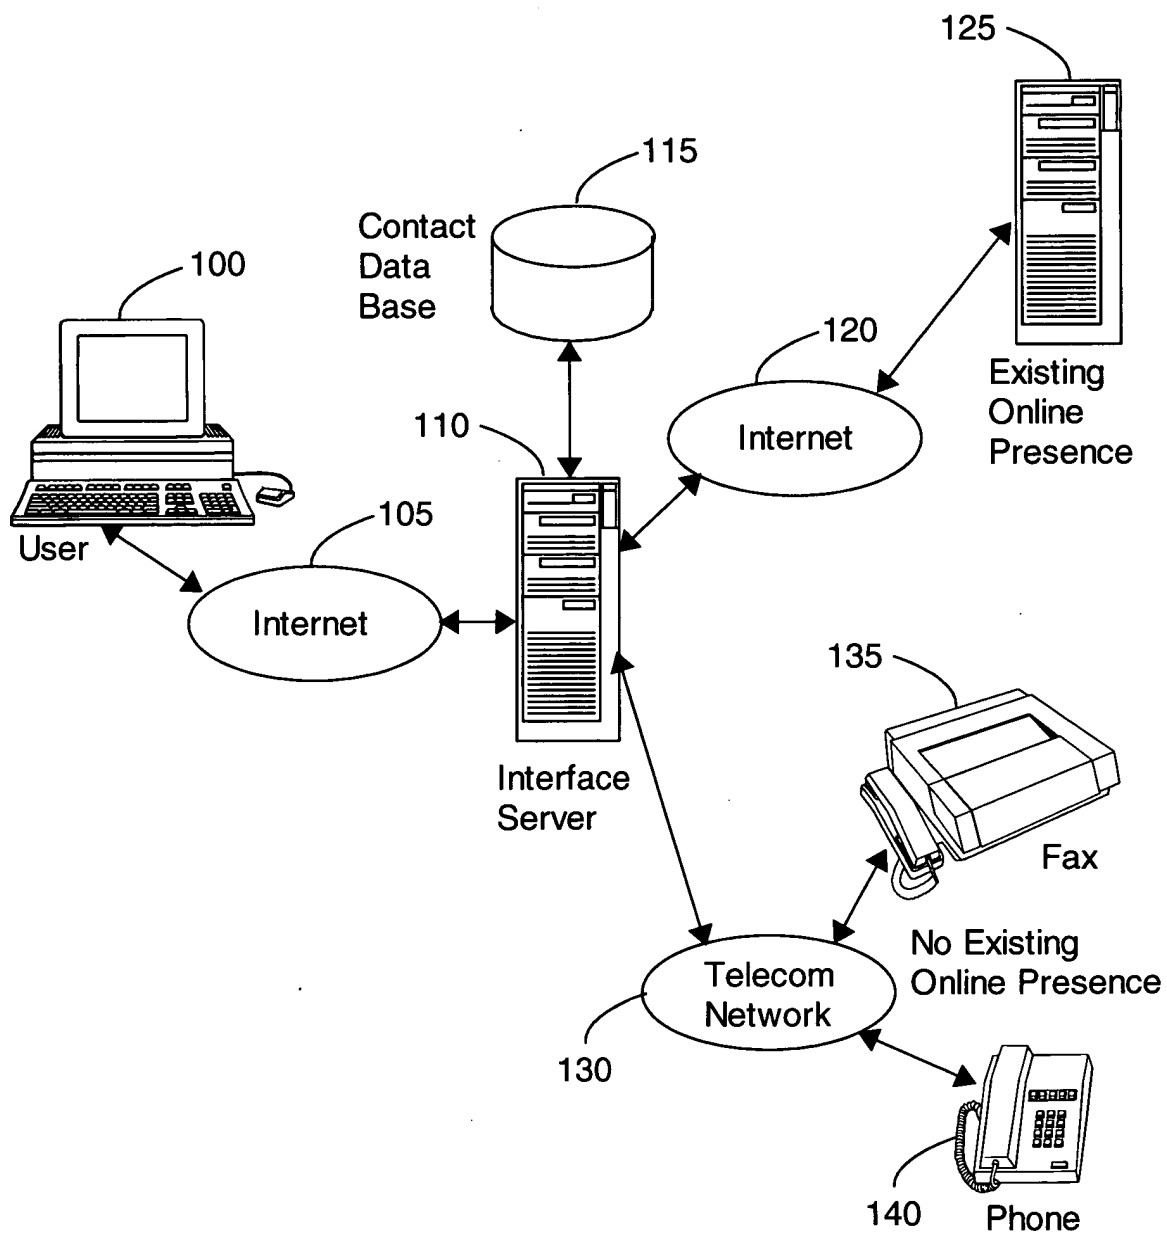 125
115
Contact
Data
Base
100
120
Existing
Online
Presence
110
Internet
105
User
Internet
135
Interface
Server
Fax
No Existing
Online Presence
Telecom
Network
130
140
Phone